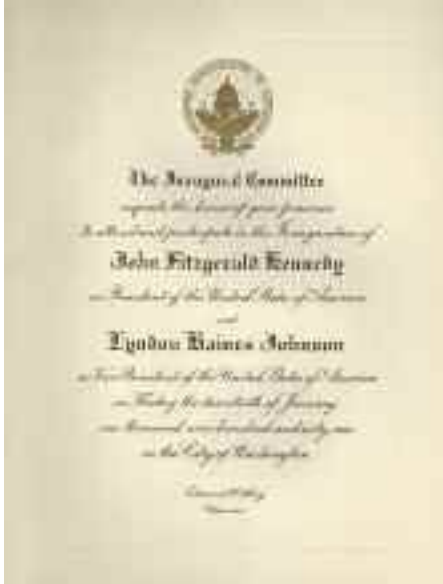 The Inaugural Committee
requests the honor of your presence
to attend and participate in the Inauguration of
John Fitzgerald Kennedy
as President of the United States of America
and
Lyndon Baines Johnson
as Vice President of the United States of America
on Friday the twentieth of January
one thousand nine hundred and sixty one
in the City of Washington
Chairman